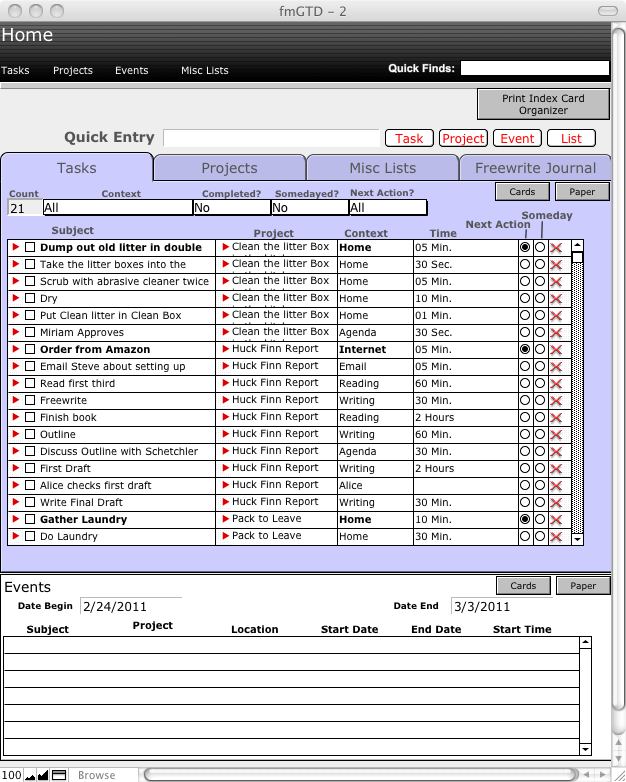 fmGTD – 2
Home
Tasks Projects Events Misc Lists Quick Finds:
Print Index Card Organizer
Quick Entry Task Project Event List
Tasks Projects Misc Lists Freewrite Journal
Count Context Completed? Somedayed? Next Action? Cards Paper
21 All No No All
Subject Project Context Time Next Action Someday
Dump out old litter in double Clean the litter Box Home 05 Min.
Take the litter boxes into the Clean the litter Box Home 30 Sec.
Scrub with abrasive cleaner twice Clean the litter Box Home 05 Min.
Dry Clean the litter Box Home 10 Min.
Put Clean litter in Clean Box Clean the litter Box Home 01 Min.
Miriam Approves Clean the litter Box Agenda 30 Sec.
Order from Amazon Huck Finn Report Internet 05 Min.
Email Steve about setting up Huck Finn Report Email 05 Min.
Read first third Huck Finn Report Reading 60 Min.
Freewrite Huck Finn Report Writing 30 Min.
Finish book Huck Finn Report Reading 2 Hours
Outline Huck Finn Report Writing 60 Min.
Discuss Outline with Schetchler Huck Finn Report Agenda 30 Min.
First Draft Huck Finn Report Writing 2 Hours
Alice checks first draft Huck Finn Report Alice
Write Final Draft Huck Finn Report Writing 30 Min.
Gather Laundry Pack to Leave Home 10 Min.
Do Laundry Pack to Leave Home 30 Min.
Events Cards Paper
Date Begin 2/24/2011 Date End 3/3/2011
Subject Project Location Start Date End Date Start Time
100 Browse